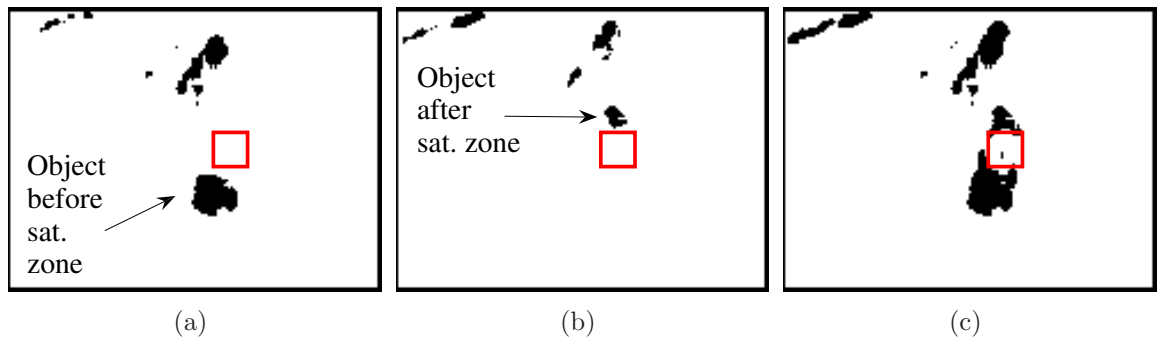 Object
before
sat.
zone
Object
after
sat. zone
(a)
(b)
(c)